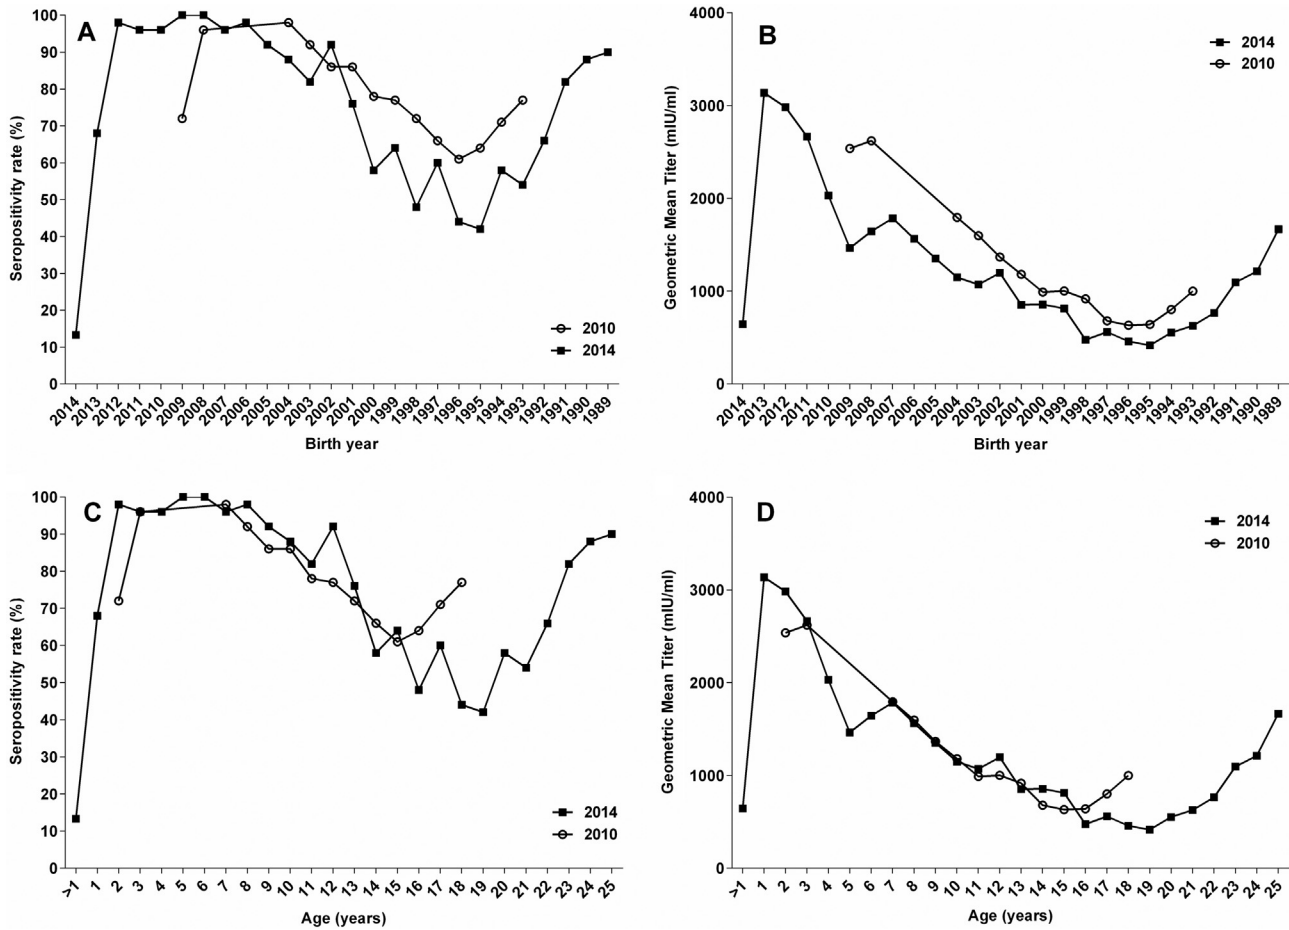 A
Seropositivity rate (%)
100
90
80
70
60
50
40
30
20
10
0
2010
2014
2014 2013 2012 2011 2010 2009 2008 2007 2006 2005 2004 2003 2002 2001 2000 1999 1998 1997 1996 1995 1994 1993 1992 1991 1990 1989
Birth year
B
Geometric Mean Titer (mIU/ml)
4000
3000
2000
1000
0
2014
2010
2014 2013 2012 2011 2010 2009 2008 2007 2006 2005 2004 2003 2002 2001 2000 1999 1998 1997 1996 1995 1994 1993 1992 1991 1990 1989
Birth year
C
Seropositivity rate (%)
100
90
80
70
60
50
40
30
20
10
0
2014
2010
>1 1 2 3 4 5 6 7 8 9 10 11 12 13 14 15 16 17 18 19 20 21 22 23 24 25
Age (years)
D
Geometric Mean Titer (mIU/ml)
4000
3000
2000
1000
0
2014
2010
>1 1 2 3 4 5 6 7 8 9 10 11 12 13 14 15 16 17 18 19 20 21 22 23 24 25
Age (years)